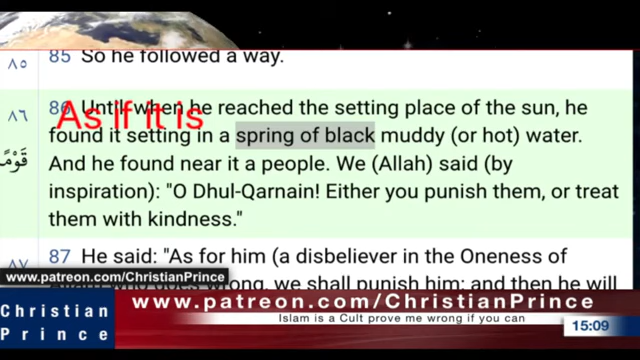 ٨٥
85 So he followed a way.
٨٦
86 Until when he reached the setting place of the sun, he
As if it is
found it setting in a spring of black muddy (or hot) water.
And he found near it a people. We (Allah) said (by
قَوْمًا
inspiration): "O Dhul-Qarnain! Either you punish them, or treat
them with kindness."
٨٧
87 He said: "As for him (a disbeliever in the Oneness of
Allah) who does wrong, we shall punish him; and then he will
www.patreon.com/ChristianPrince
www.patreon.com/ChristianPrince
Christian
Prince
Islam is a Cult prove me wrong if you can
15:09